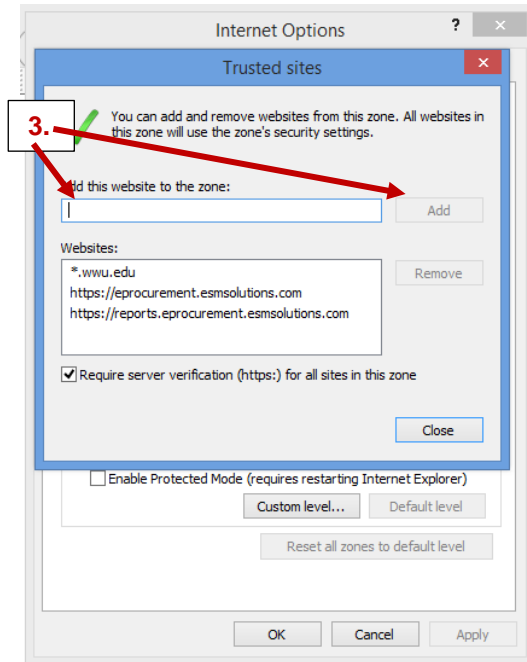 Internet Options
?
×
Trusted sites
×
3.
You can add and remove websites from this zone. All websites in
this zone will use the zone's security settings.
dd this website to the zone:
Add
Websites:
*.wwu.edu
https://eprocurement.esmsolutions.com
https://reports.eprocurement.esmsolutions.com
Remove
Require server verification (https:) for all sites in this zone
Close
Enable Protected Mode (requires restarting Internet Explorer)
Custom level...
Default level
Reset all zones to default level
OK
Cancel
Apply